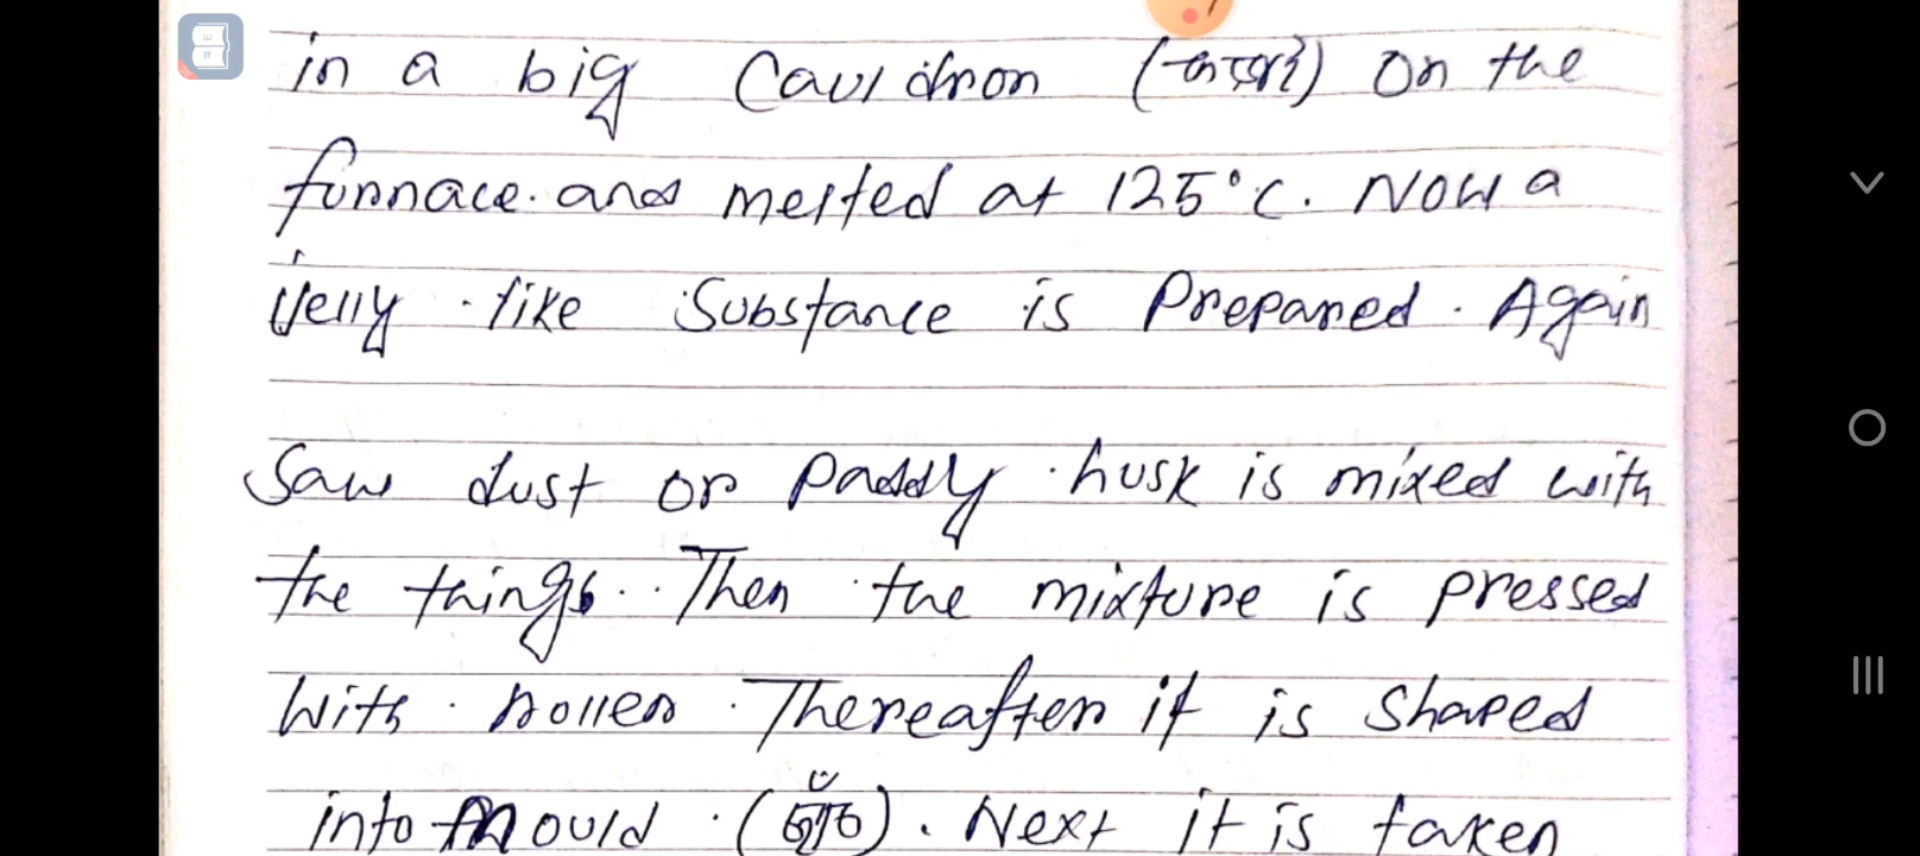 in a big Cauldron (কড়াই) on the
furnace. and melted at 125°C. Now a
Jelly - like Substance is Prepared. Again
Saw dust or Paddy husk is mixed with
the things. Then the mixture is pressed
With roller. Thereafter it is Shaped
into Mould (ছাঁচ). Next it is taken